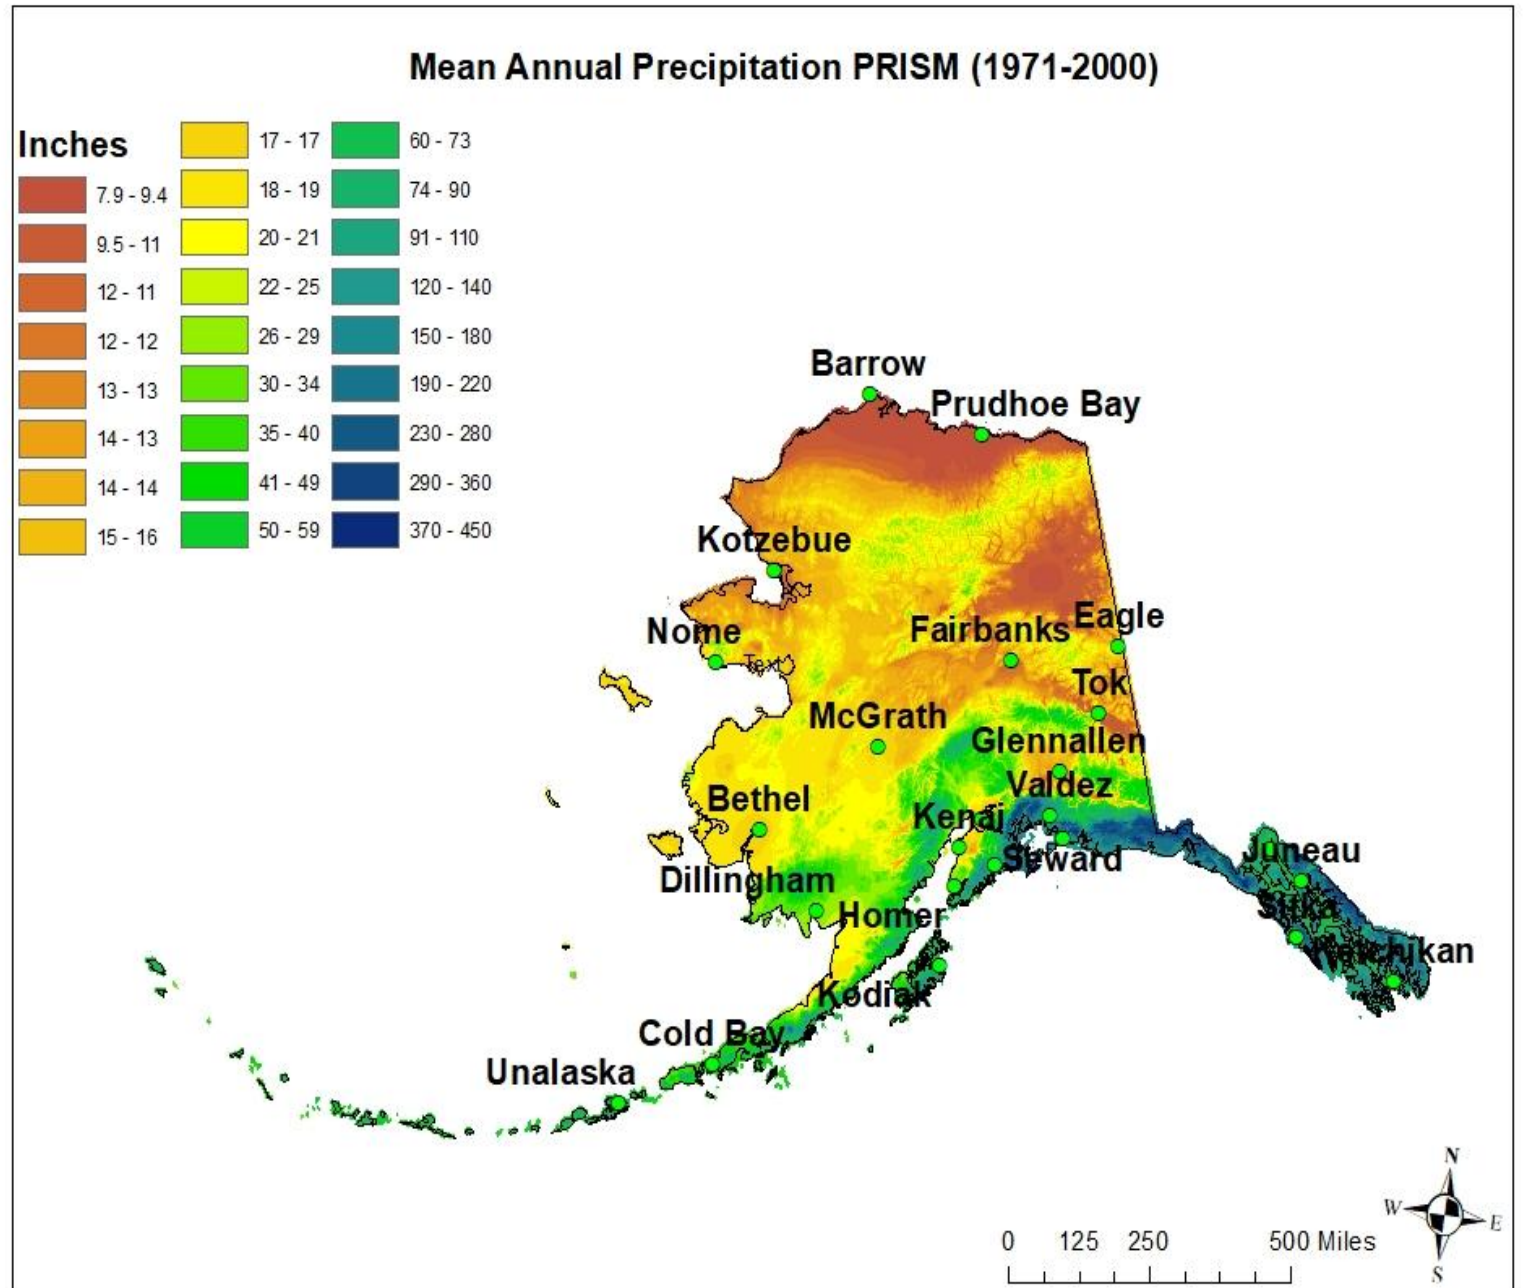 Mean Annual Precipitation PRISM (1971-2000)
Inches
7.9 - 9.4
9.5 - 11
12 - 11
12 - 12
13 - 13
14 - 13
14 - 14
15 - 16
17 - 17
18 - 19
20 - 21
22 - 25
26 - 29
30 - 34
35 - 40
41 - 49
50 - 59
60 - 73
74 - 90
91 - 110
120 - 140
150 - 180
190 - 220
230 - 280
290 - 360
370 - 450
Barrow
Prudhoe Bay
Kotzebue
Eagle
Nome
Fairbanks
Text
Tok
McGrath
Glennallen
Valdez
Bethel
Kenai
Seward
Juneau
Dillingham
Homer
Sitka
Ketchikan
Kodiak
Cold Bay
Unalaska
N
W
E
S
0 125 250 500 Miles